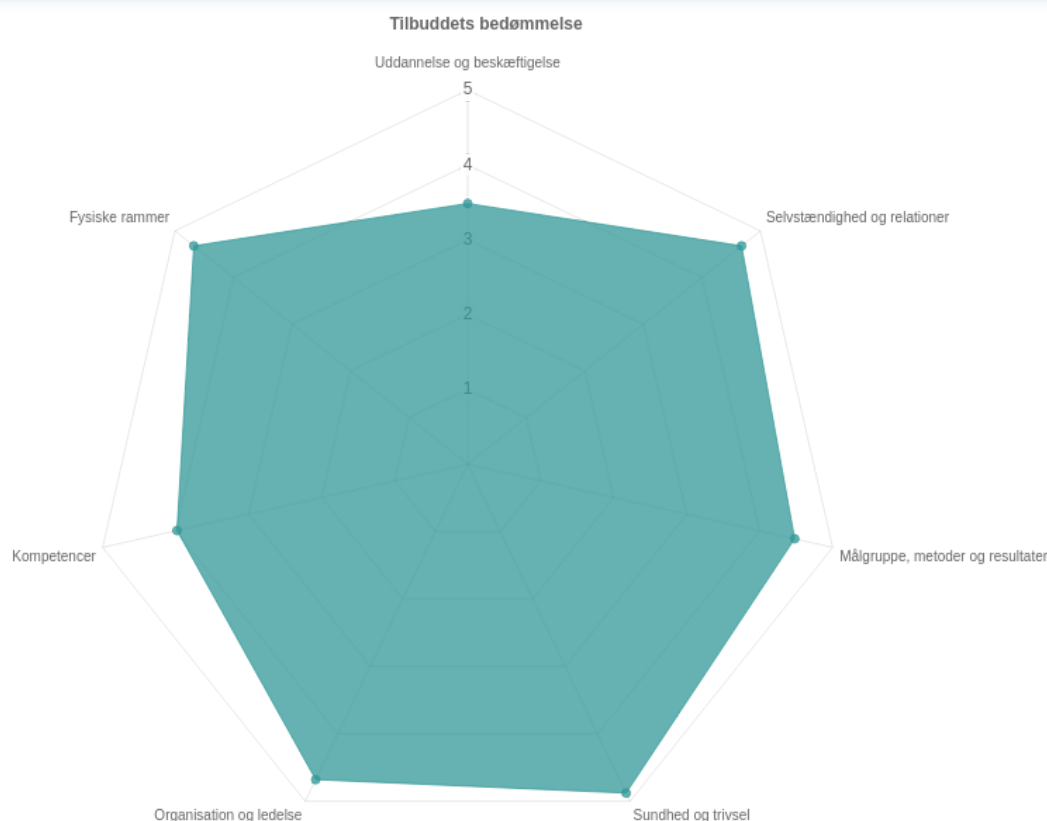 Tilbuddets bedømmelse
Uddannelse og beskæftigelse
5
4
Fysiske rammer
Selvstændighed og relationer
3
2
1
Kompetencer
Målgruppe, metoder og resultater
Organisation og ledelse
Sundhed og trivsel